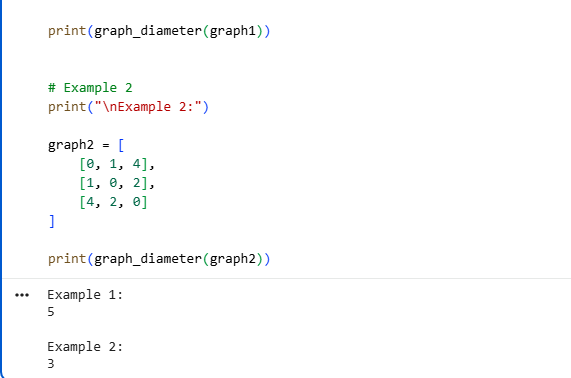 print(graph_diameter(graph1))
# Example 2
print("\nExample 2:")
graph2 = [
    [0, 1, 4],
    [1, 0, 2],
    [4, 2, 0]
]
print(graph_diameter(graph2))
Example 1:
5
Example 2:
3